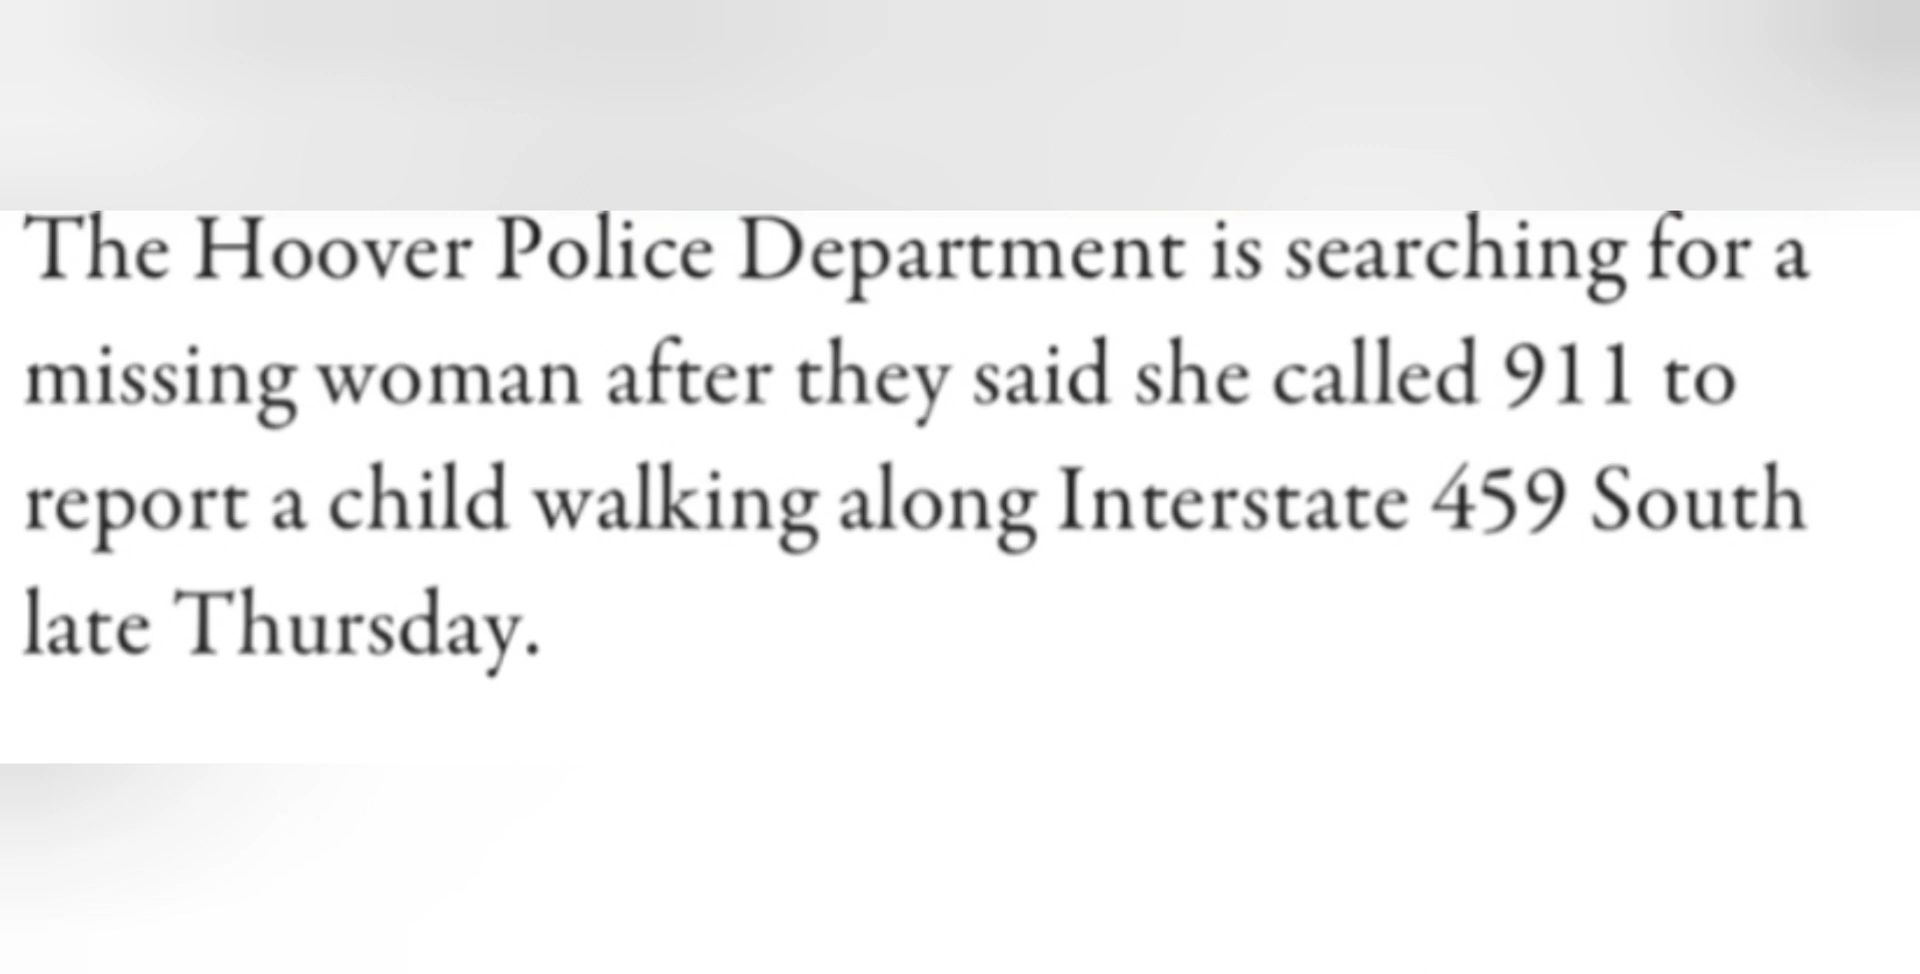 The Hoover Police Department is searching for a
missing woman after they said she called 911 to
report a child walking along Interstate 459 South
late Thursday.